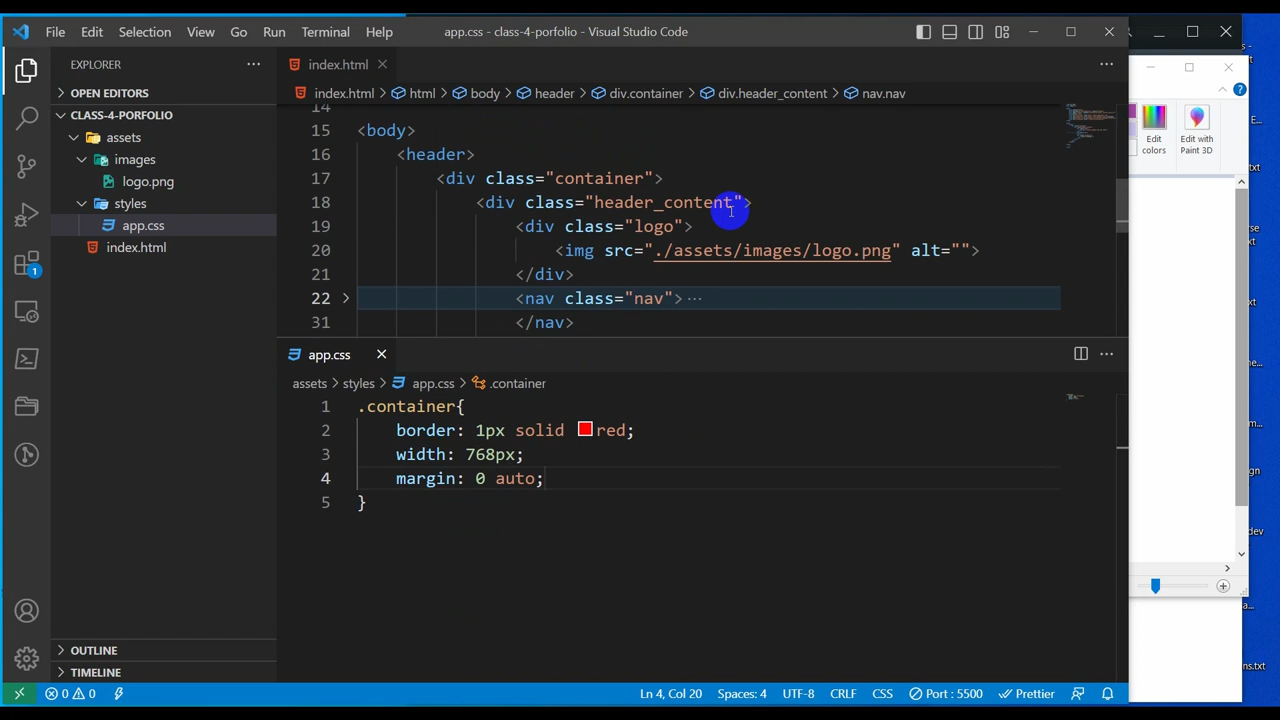 File Edit Selection View Go Run Terminal Help app.css - class-4-porfolio - Visual Studio Code
EXPLORER
OPEN EDITORS
CLASS-4-PORFOLIO
assets
images
logo.png
styles
app.css
index.html
OUTLINE
TIMELINE
1
index.html
index.html > html > body > header > div.container > div.header_content > nav.nav
14
15 <body>
16 <header>
17 <div class="container">
18 <div class="header_content">
19 <div class="logo">
20 <img src="./assets/images/logo.png" alt="">
21 </div>
22 <nav class="nav"> ···
31 </nav>
app.css
assets > styles > app.css > .container
1 .container{
2 border: 1px solid red;
3 width: 768px;
4 margin: 0 auto;
5 }
0 0 Ln 4, Col 20 Spaces: 4 UTF-8 CRLF CSS Port : 5500 Prettier
Edit colors
Edit with Paint 3D